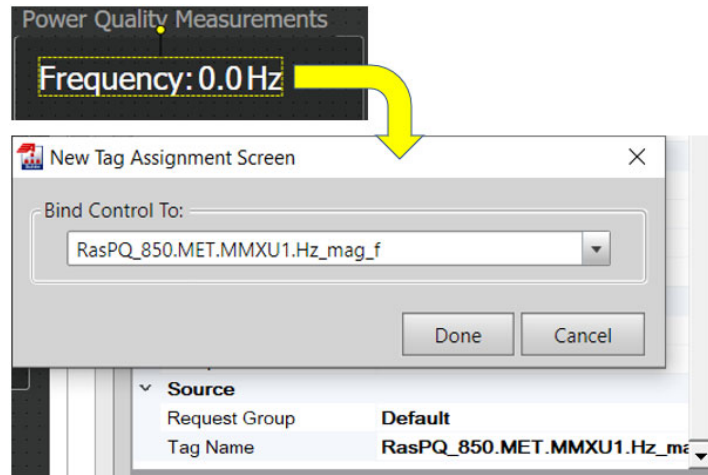 Power Quality Measurements
Frequency: 0.0 Hz
New Tag Assignment Screen
Bind Control To:
RasPQ_850.MET.MMXU1.Hz_mag_f
Done Cancel
Source
Request Group Default
Tag Name RasPQ_850.MET.MMXU1.Hz_ma